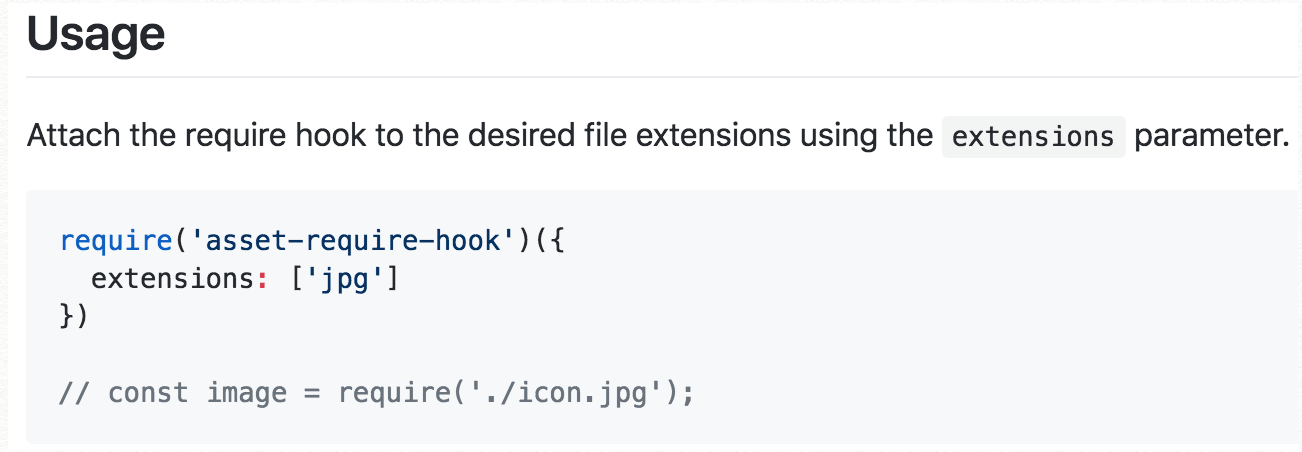 Usage
Attach the require hook to the desired file extensions using the extensions parameter.
require('asset-require-hook')({
  extensions: ['jpg']
})
// const image = require('./icon.jpg');